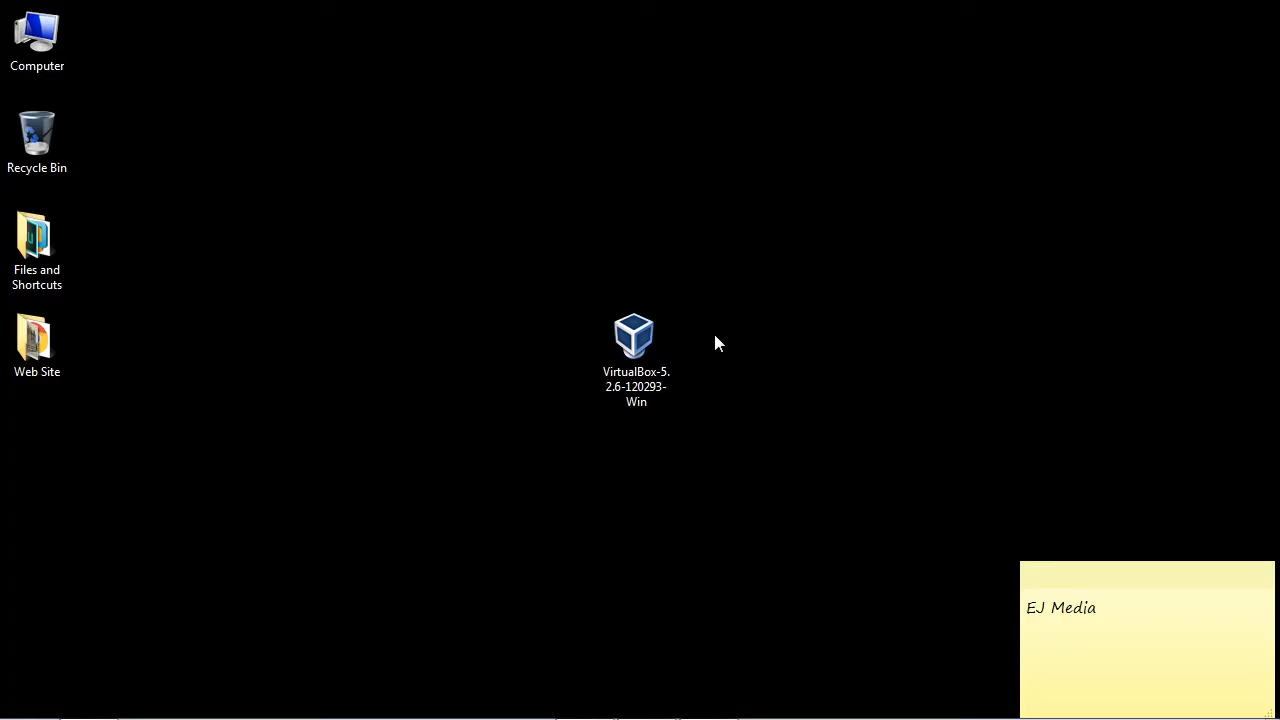 Computer
Recycle Bin
Files and
Shortcuts
Web Site
VirtualBox-5.
2.6-120293-
Win
EJ Media